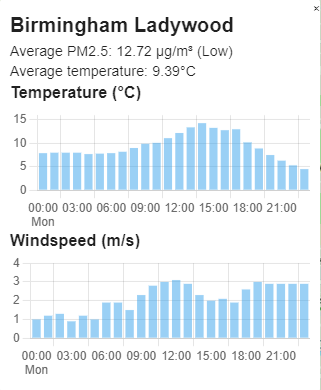 ×
Birmingham Ladywood
Average PM2.5: 12.72 µg/m³ (Low)
Average temperature: 9.39°C
Temperature (°C)
15
10
5
0
00:00 03:00 06:00 09:00 12:00 15:00 18:00 21:00
Mon
Windspeed (m/s)
4
3
2
1
0
00:00 03:00 06:00 09:00 12:00 15:00 18:00 21:00
Mon